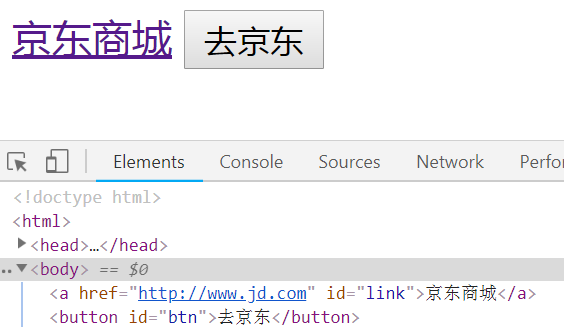 京东商城 去京东
Elements Console Sources Network Perfor
<!doctype html>
<html>
<head>…</head>
<body> == $0
<a href="http://www.jd.com" id="link">京东商城</a>
<button id="btn">去京东</button>